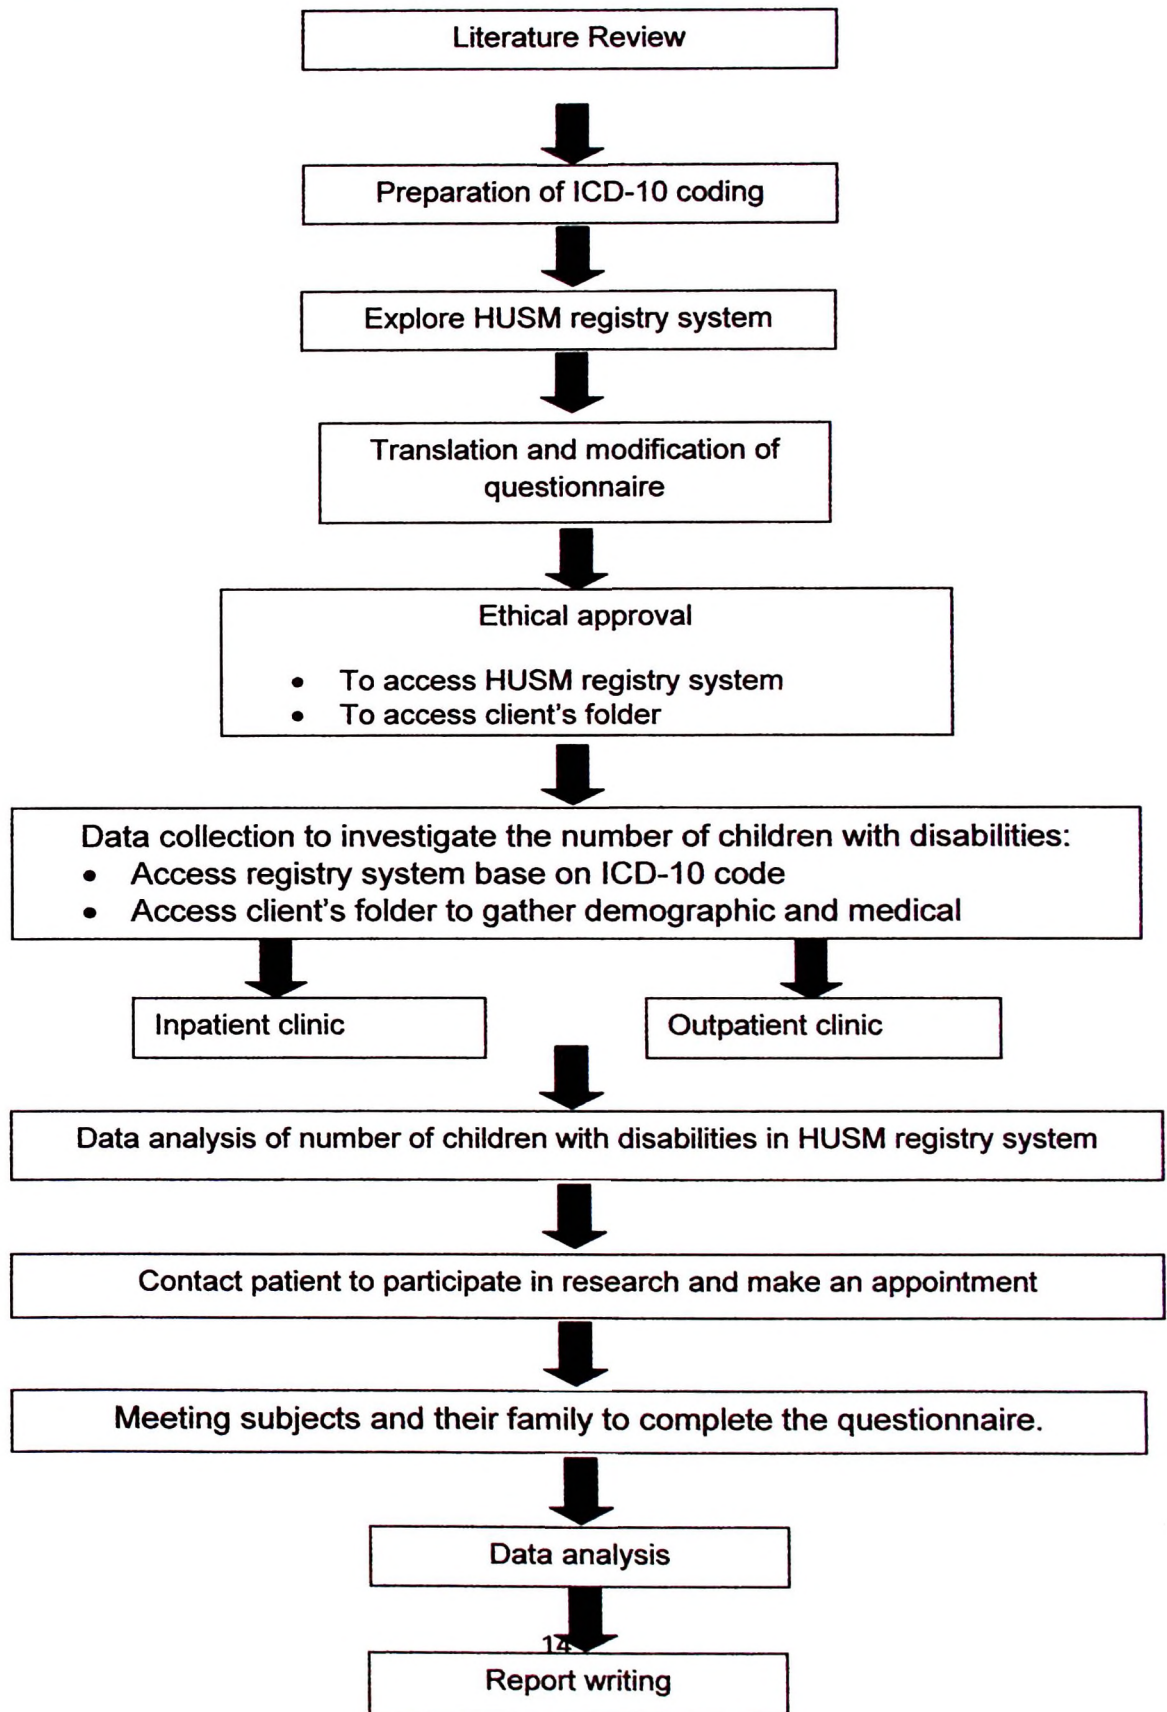 Literature Review
Preparation of ICD-10 coding
Explore HUSM registry system
Translation and modification of
questionnaire
Ethical approval
• To access HUSM registry system
• To access client's folder
Data collection to investigate the number of children with disabilities:
• Access registry system base on ICD-10 code
• Access client's folder to gather demographic and medical
Inpatient clinic
Outpatient clinic
Data analysis of number of children with disabilities in HUSM registry system
Contact patient to participate in research and make an appointment
Meeting subjects and their family to complete the questionnaire.
Data analysis
14
Report writing